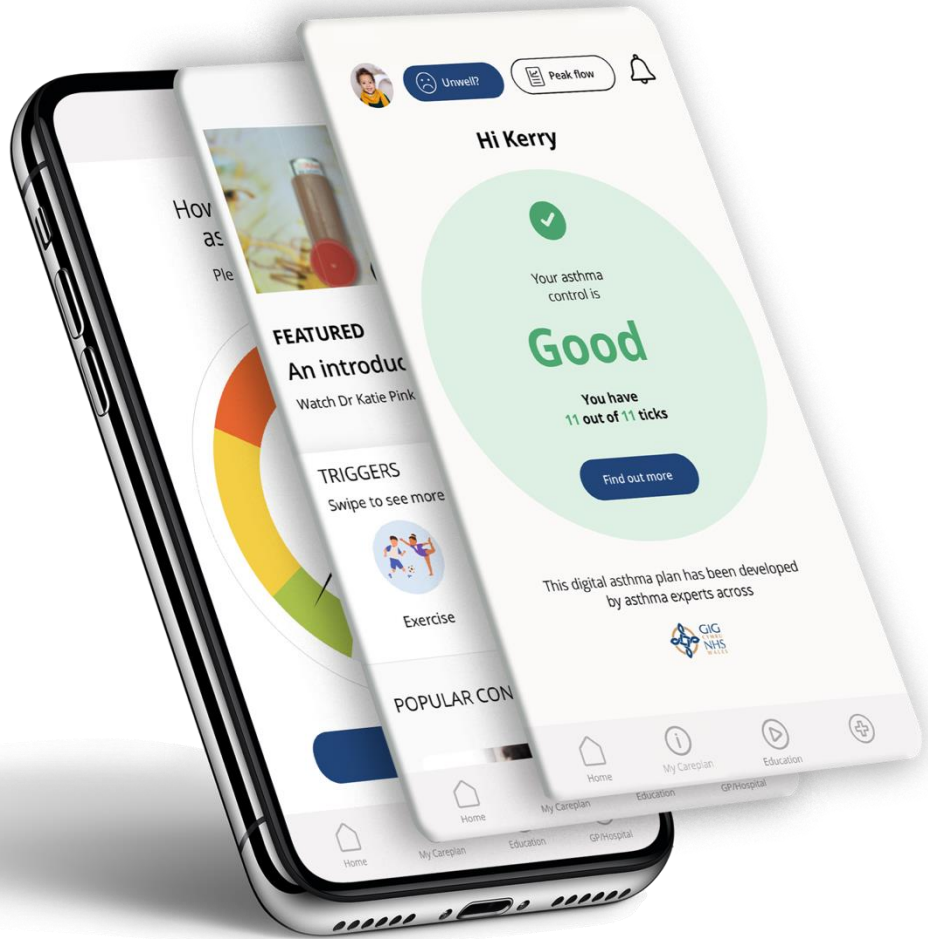 Unwell?
Peak flow
Hi Kerry
Your asthma
control is
Good
You have
11 out of 11 ticks
Find out more
This digital asthma plan has been developed
by asthma experts across
GIG
CYMRU
NHS
WALES
Home
My Careplan
Education
FEATURED
An introduc
Watch Dr Katie Pink
TRIGGERS
Swipe to see more
Exercise
POPULAR CON
Home
My Careplan
Education
GP/Hospital
How
as
Ple
Home
My Careplan
Education
GP/Hospital